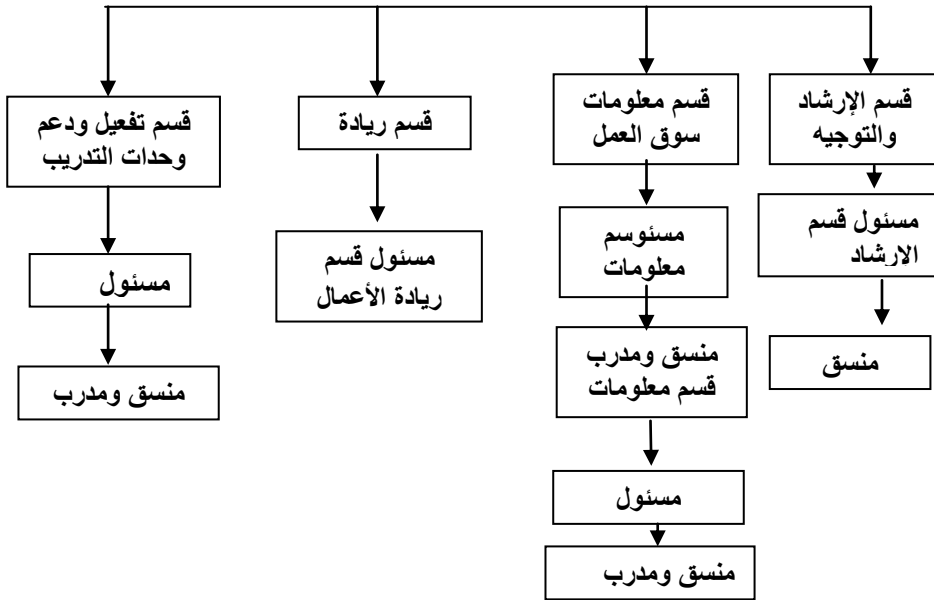 قسم الإرشاد
والتوجيه
مسئول قسم
الارشاد
منسق
قسم معلومات
سوق العمل
مسئوسم
معلومات
منسق ومدرب
قسم معلومات
مسئول
منسق ومدرب
قسم ريادة
مسئول قسم
ريادة الأعمال
قسم تفعيل ودعم
وحدات التدريب
مسئول
منسق ومدرب